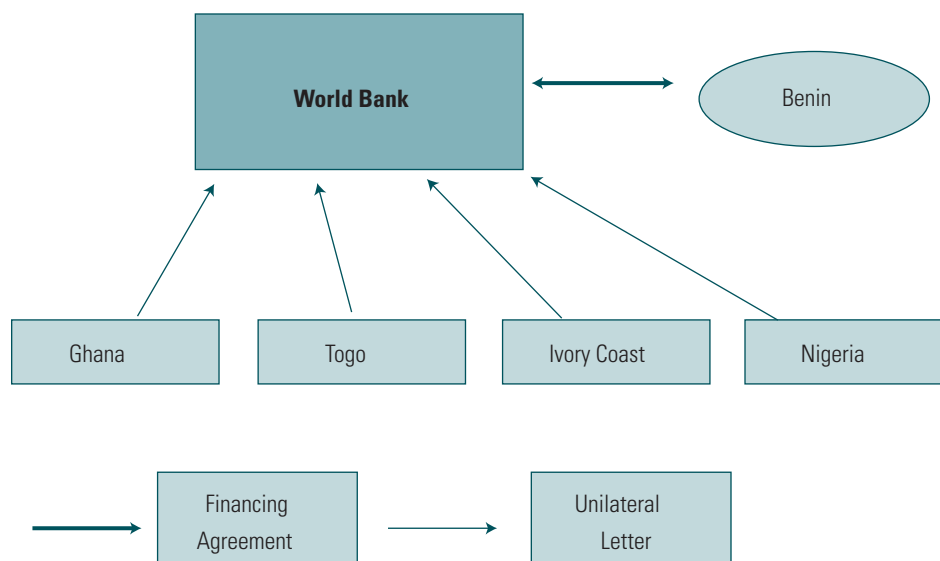 World Bank
Benin
Ghana
Togo
Ivory Coast
Nigeria
Financing
Agreement
Unilateral
Letter